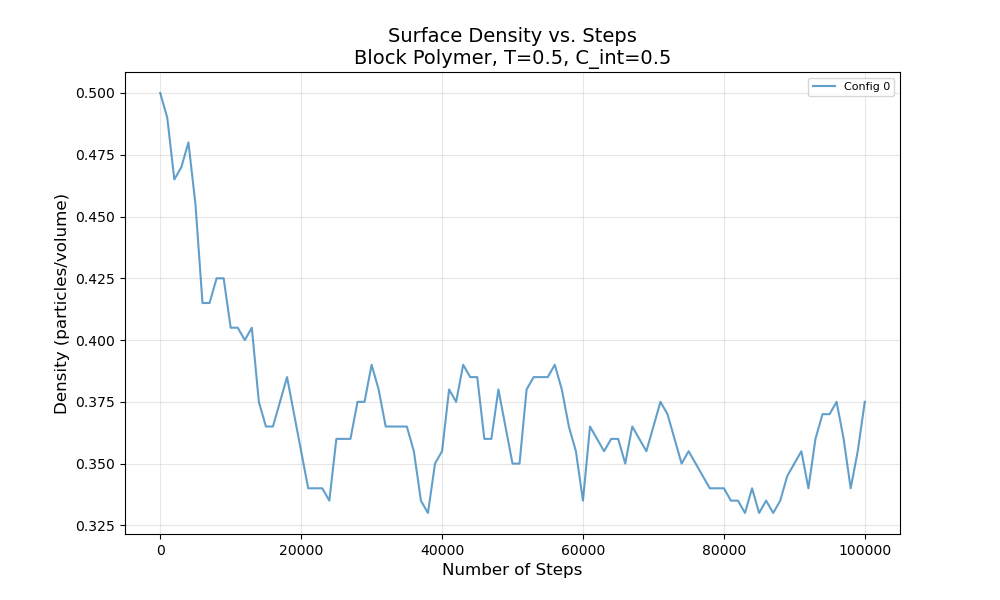 Surface Density vs. Steps
Block Polymer, T=0.5, C_int=0.5
Config 0
Density (particles/volume)
0.500
0.475
0.450
0.425
0.400
0.375
0.350
0.325
0 20000 40000 60000 80000 100000
Number of Steps